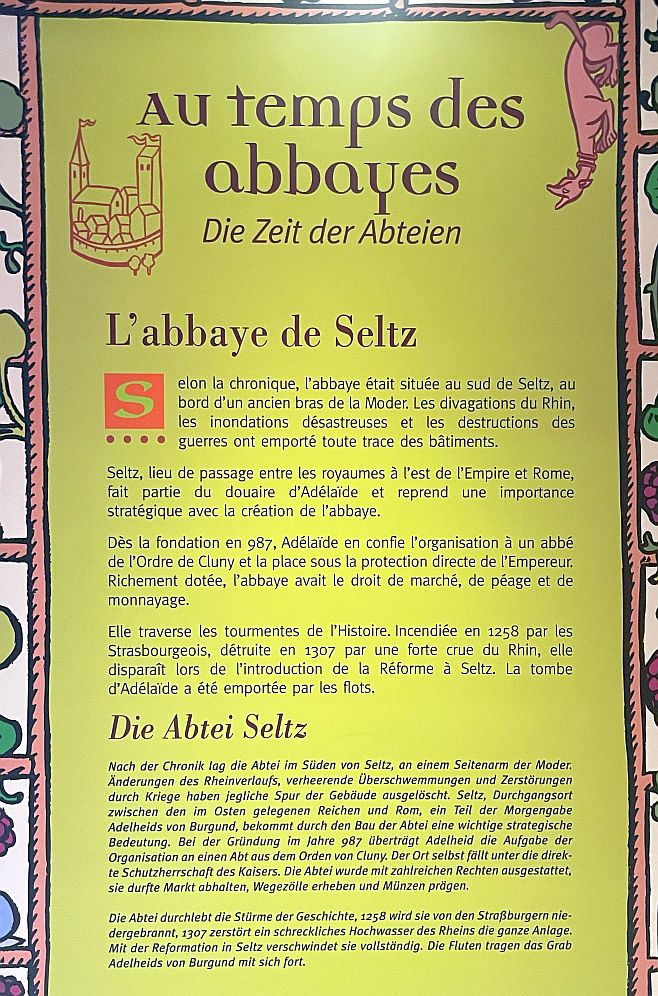 Au temps des
abbayes
Die Zeit der Abteien
L'abbaye de Seltz
Selon la chronique, l'abbaye était située au sud de Seltz, au
bord d'un ancien bras de la Moder. Les divagations du Rhin,
les inondations désastreuses et les destructions des
guerres ont emporté toute trace des bâtiments.
Seltz, lieu de passage entre les royaumes à l'est de l'Empire et Rome,
fait partie du douaire d'Adélaïde et reprend une importance
stratégique avec la création de l'abbaye.
Dès la fondation en 987, Adélaïde en confie l'organisation à un abbé
de l'Ordre de Cluny et la place sous la protection directe de l'Empereur.
Richement dotée, l'abbaye avait le droit de marché, de péage et de
monnayage.
Elle traverse les tourmentes de l'Histoire. Incendiée en 1258 par les
Strasbourgeois, détruite en 1307 par une forte crue du Rhin, elle
disparaît lors de l'introduction de la Réforme à Seltz. La tombe
d'Adélaïde a été emportée par les flots.
Die Abtei Seltz
Nach der Chronik lag die Abtei im Süden von Seltz, an einem Seitenarm der Moder.
Änderungen des Rheinverlaufs, verheerende Überschwemmungen und Zerstörungen
durch Kriege haben jegliche Spur der Gebäude ausgelöscht. Seltz, Durchgangsort
zwischen den im Osten gelegenen Reichen und Rom, ein Teil der Morgengabe
Adelheids von Burgund, bekommt durch den Bau der Abtei eine wichtige strategische
Bedeutung. Bei der Gründung im Jahre 987 überträgt Adelheid die Aufgabe der
Organisation an einen Abt aus dem Orden von Cluny. Der Ort selbst fällt unter die direk-
te Schutzherrschaft des Kaisers. Die Abtei wurde mit zahlreichen Rechten ausgestattet,
sie durfte Markt abhalten, Wegezölle erheben und Münzen prägen.
Die Abtei durchlebt die Stürme der Geschichte, 1258 wird sie von den Straßburgern nie-
dergebrannt, 1307 zerstört ein schreckliches Hochwasser des Rheins die ganze Anlage.
Mit der Reformation in Seltz verschwindet sie vollständig. Die Fluten tragen das Grab
Adelheids von Burgund mit sich fort.